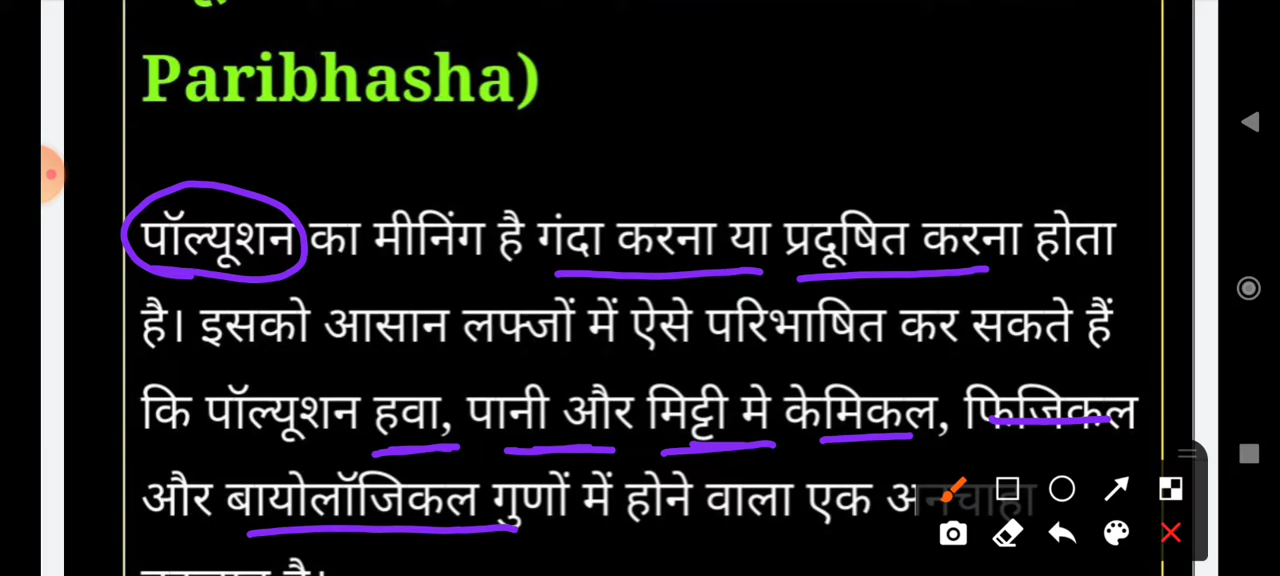 Paribhasha)
पॉल्यूशन का मीनिंग है गंदा करना या प्रदूषित करना होता
है। इसको आसान लफ्जों में ऐसे परिभाषित कर सकते हैं
कि पॉल्यूशन हवा, पानी और मिट्टी मे केमिकल, फिजिकल
और बायोलॉजिकल गुणों में होने वाला एक अनचाहा
है।